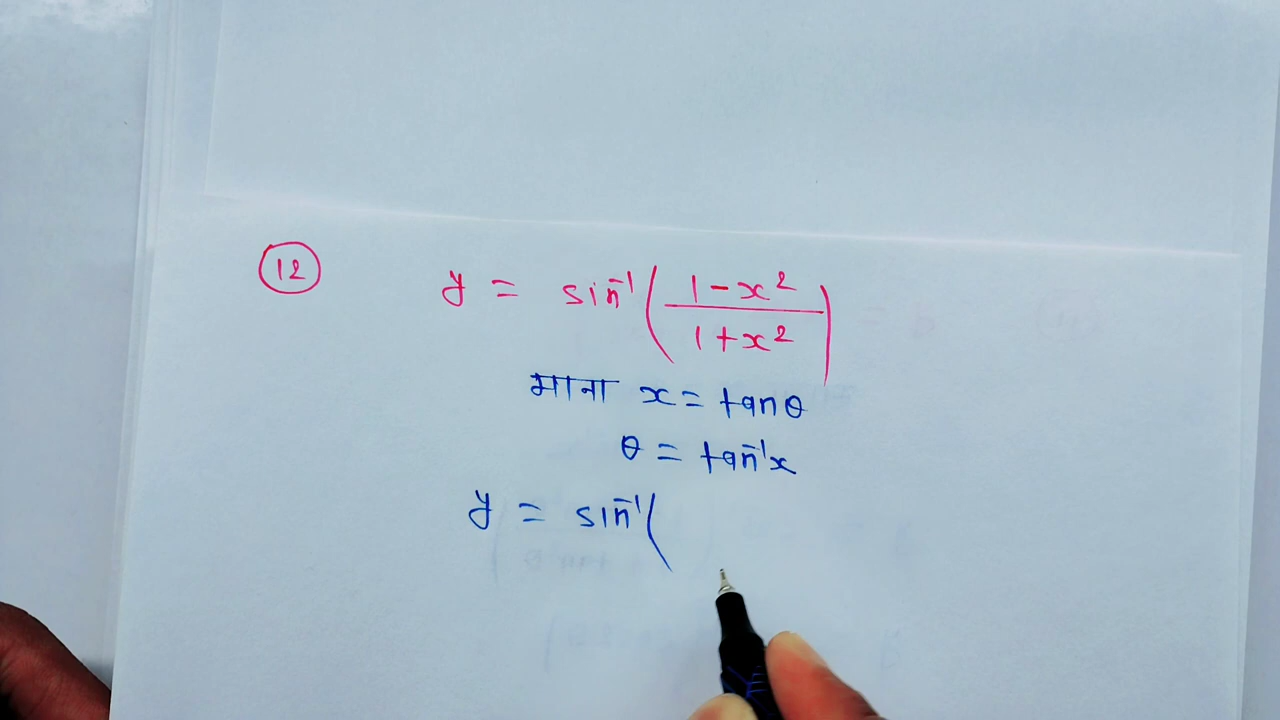 12 y = sin⁻¹(1-x²/1+x²)
माना x = tanθ
θ = tan⁻¹x
y = sin⁻¹(